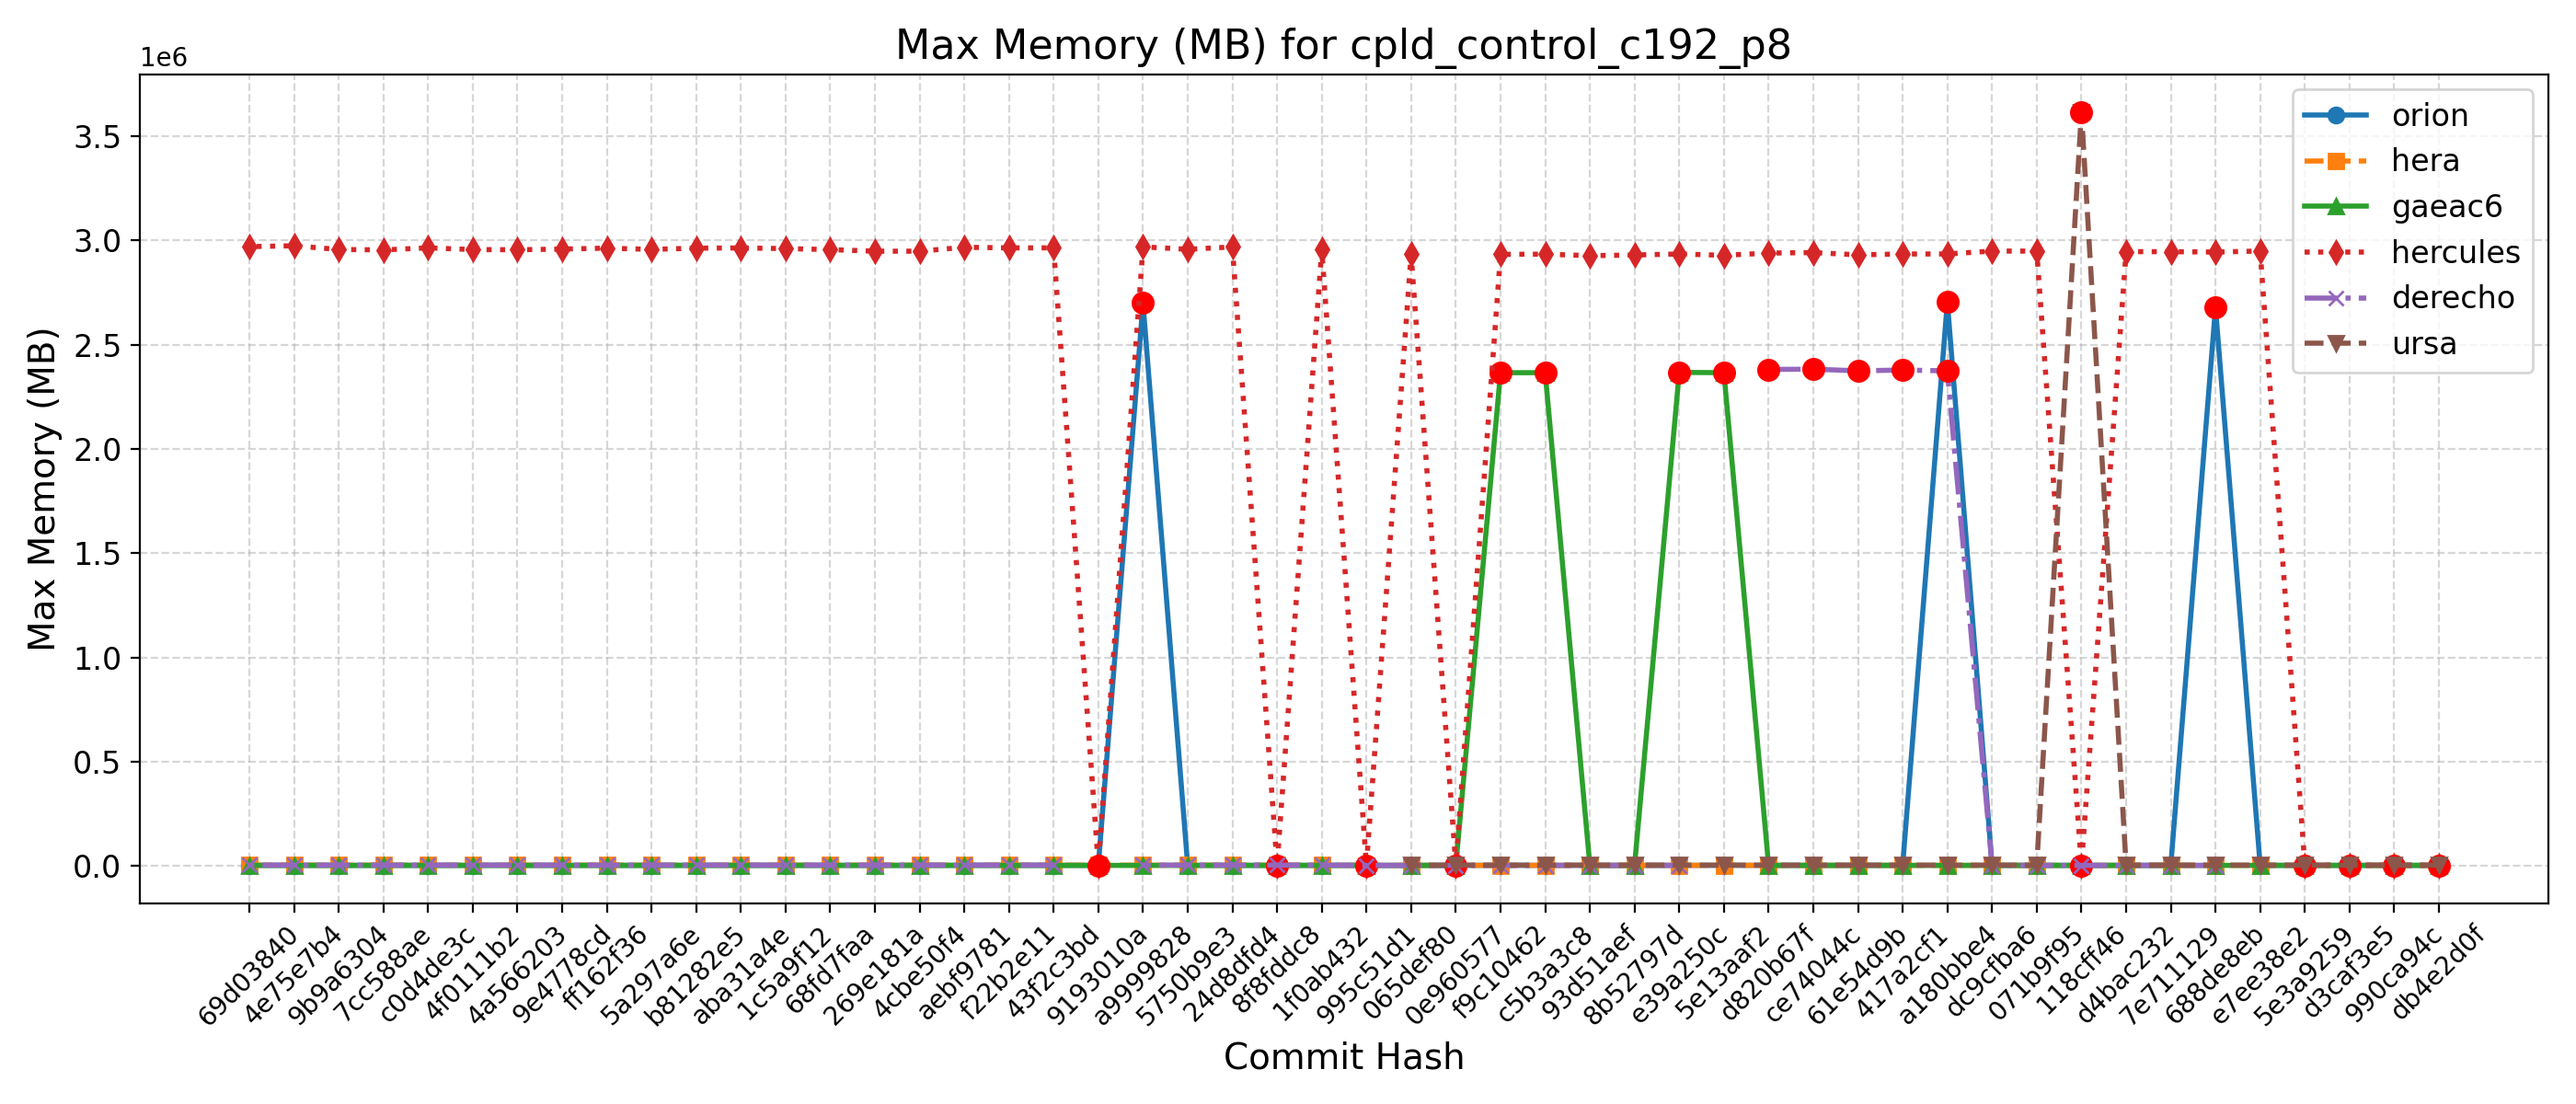 Max Memory (MB) for cpld_control_c192_p8
1e6
3.5
3.0
2.5
2.0
1.5
1.0
0.5
0.0
Max Memory (MB)
orion
hera
gaeac6
hercules
derecho
ursa
69d03840
4e75e7b4
9b9a6304
7cc588ae
c0d4de3c
4f0111b2
4a566203
9e4778cd
ff162f36
5a297a6e
b81282e5
aba31a4e
1c5a9f12
68fd7faa
269e181a
4cbe50f4
aebf9781
f22b2e11
43f2c3bd
9193010a
a9999828
5750b9e3
24d8dfd4
8f8fddc8
1f0ab432
995c51d1
065def80
0e960577
f9c10462
c5b3a3c8
93d51aef
8b52797d
e39a250c
5e13aaf2
d820b67f
ce74044c
61e54d9b
417a2cf1
a180bbe4
dc9cfba6
071b9f95
118cff46
d4bac232
7e711129
688de8eb
e7ee38e2
5e3a9259
d3caf3e5
990ca94c
db4e2d0f
Commit Hash